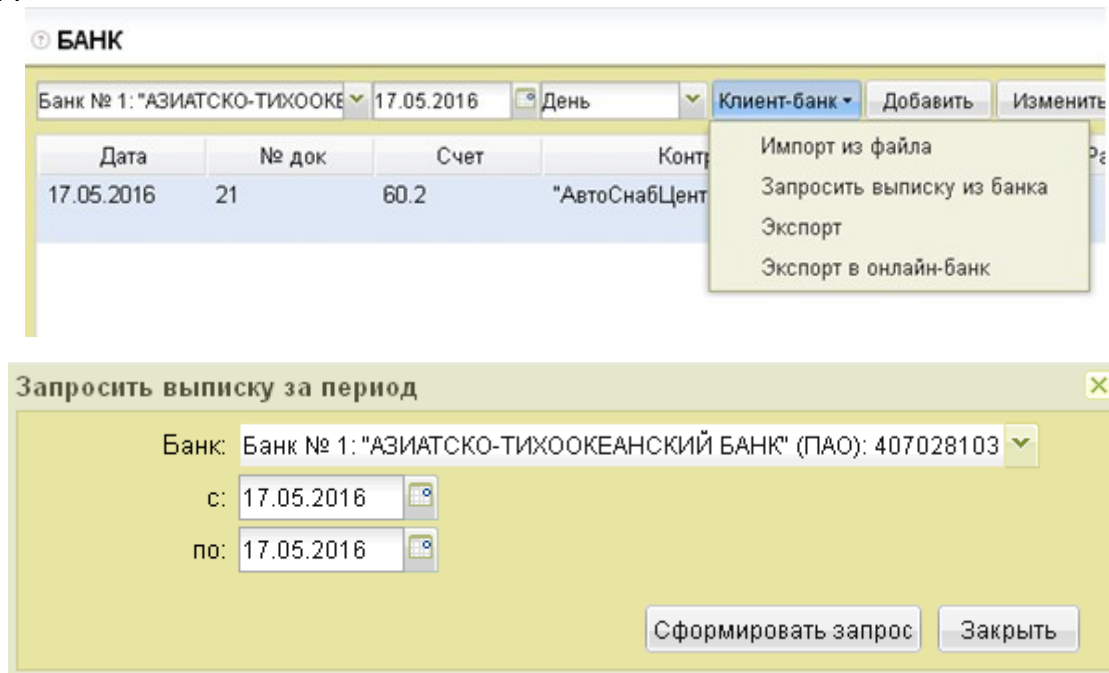 БАНК
Банк № 1: "АЗИАТСКО-ТИХООКЕ 17.05.2016 День Клиент-банк Добавить Изменить
Дата № док Счет Контр
17.05.2016 21 60.2 "АвтоСнабЦент
Импорт из файла
Запросить выписку из банка
Экспорт
Экспорт в онлайн-банк
Запросить выписку за период
Банк: Банк № 1: "АЗИАТСКО-ТИХООКЕАНСКИЙ БАНК" (ПАО): 407028103
с: 17.05.2016
по: 17.05.2016
Сформировать запрос Закрыть